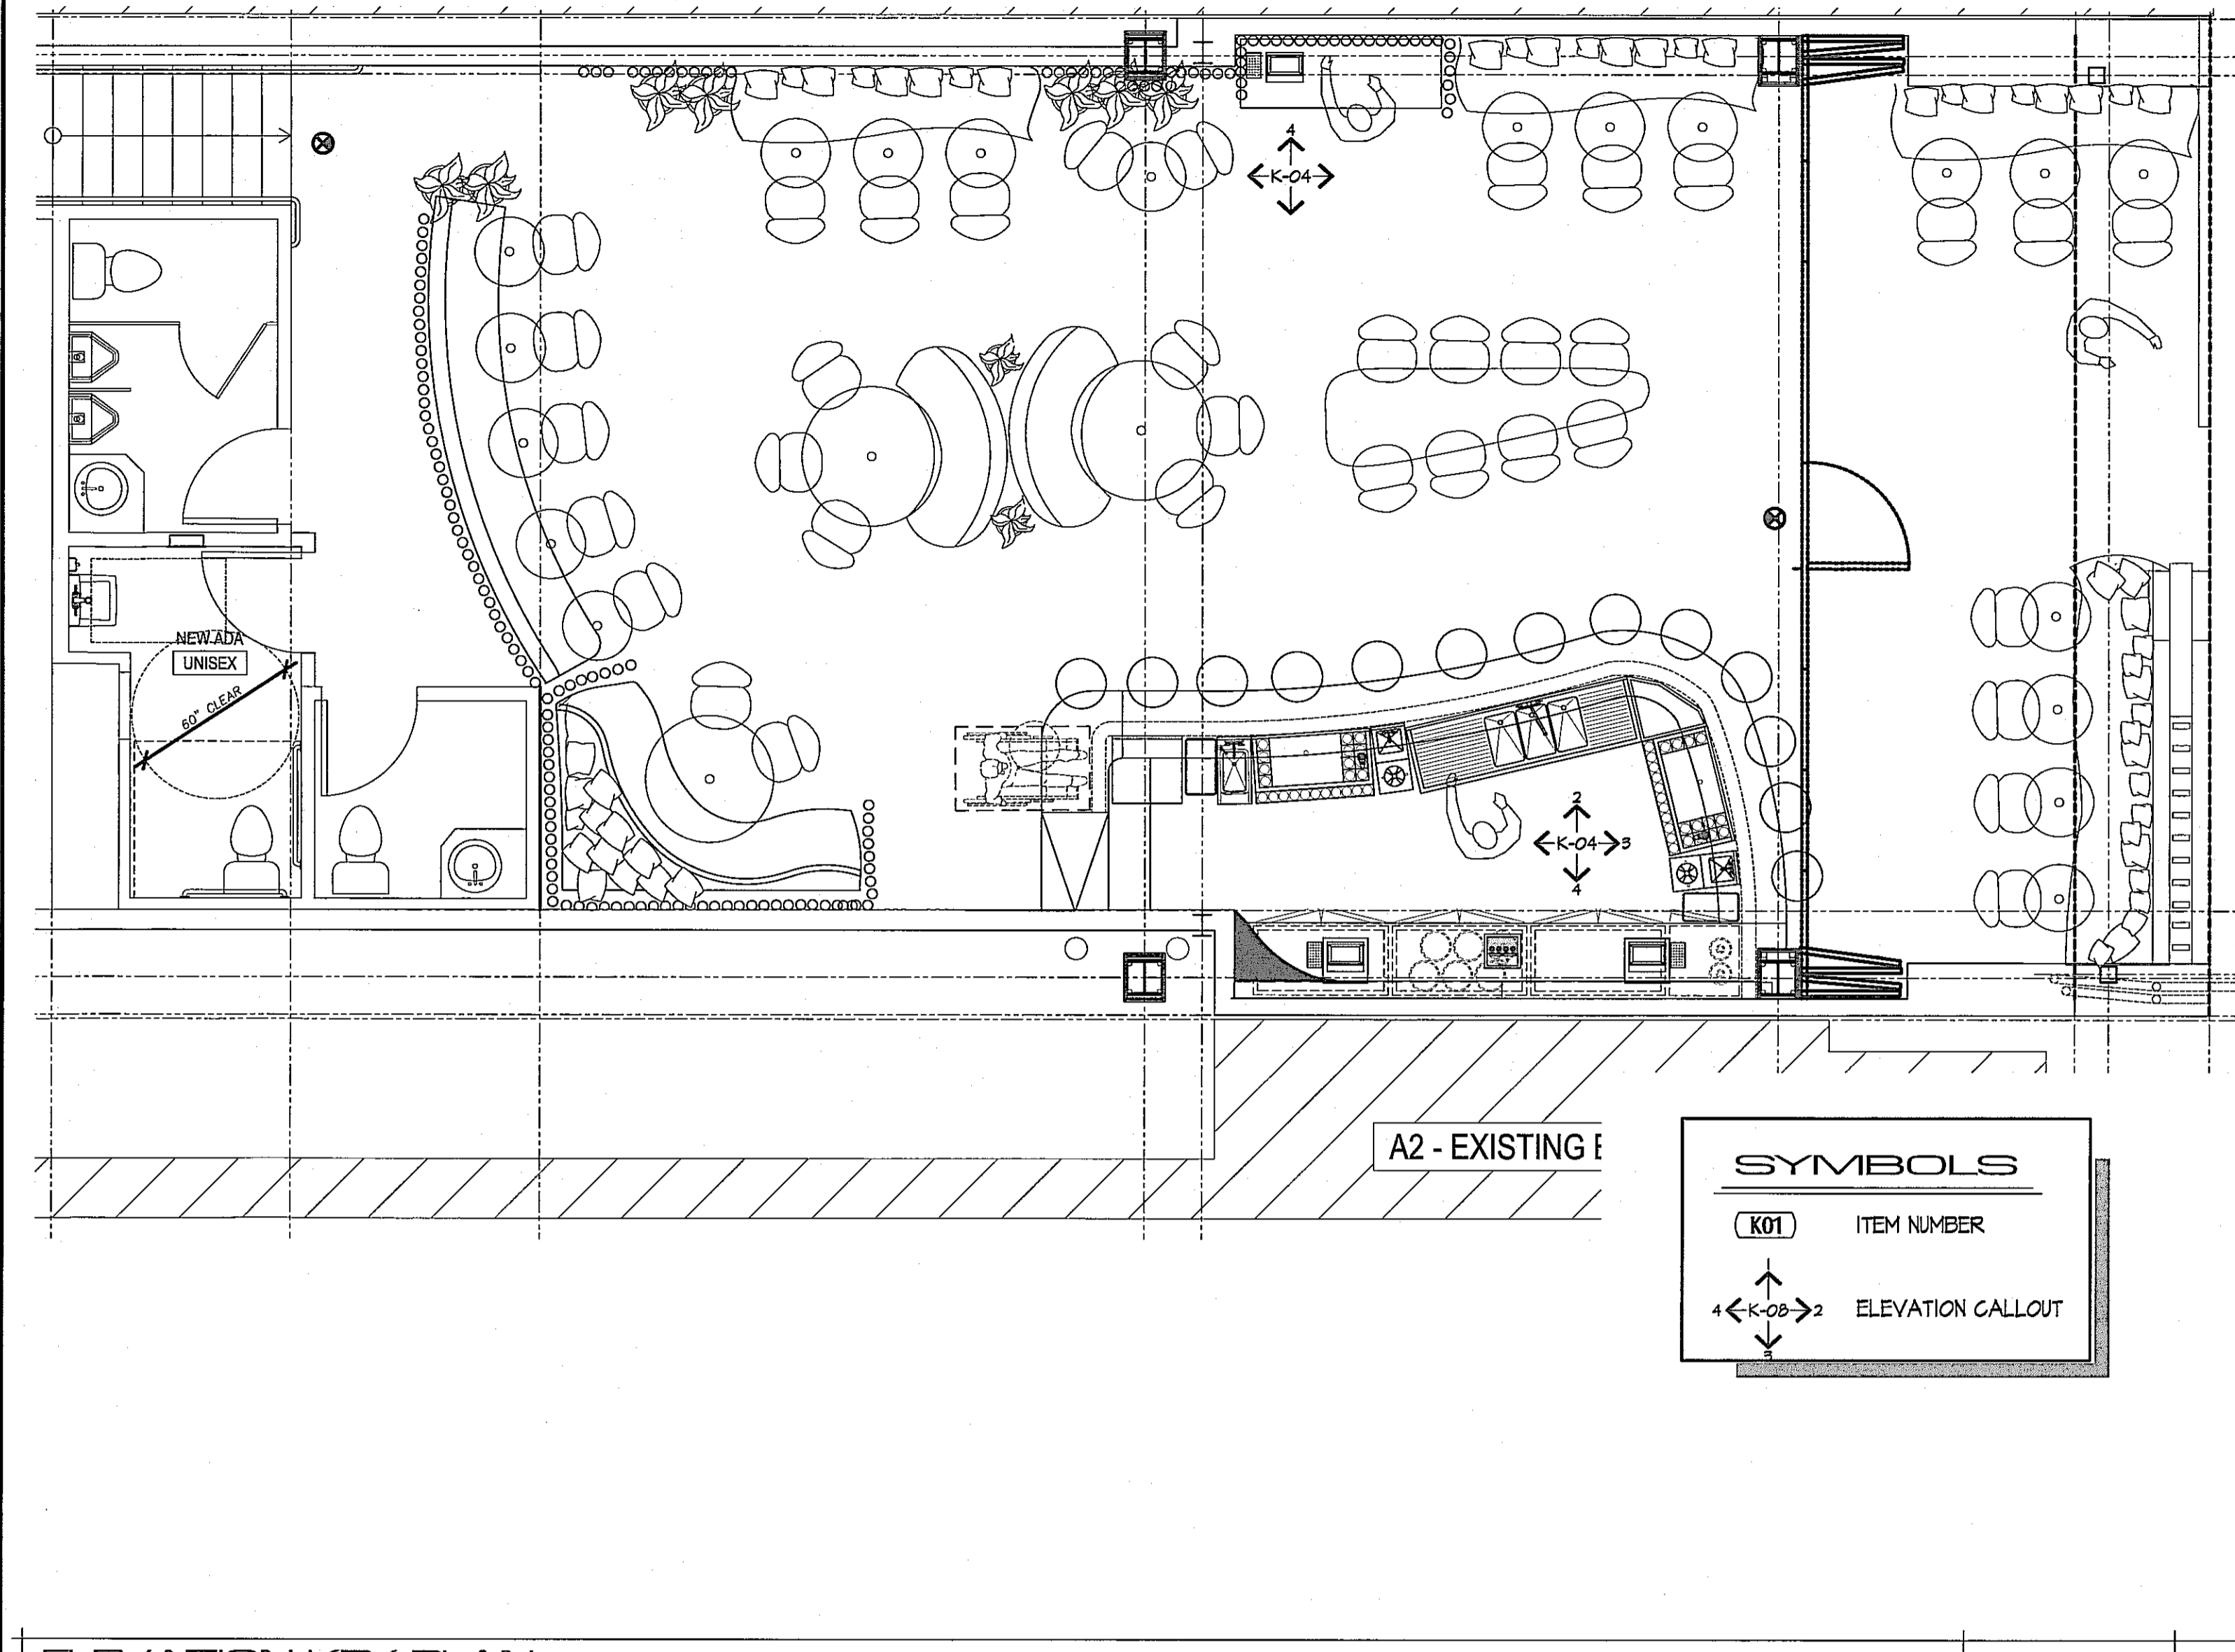 4
K-04
NEW ADA
UNISEX
60" CLEAR
2
K-04 3
4
A2 - EXISTING
SYMBOLS
K01 ITEM NUMBER
1
4 K-08 2 ELEVATION CALLOUT
3